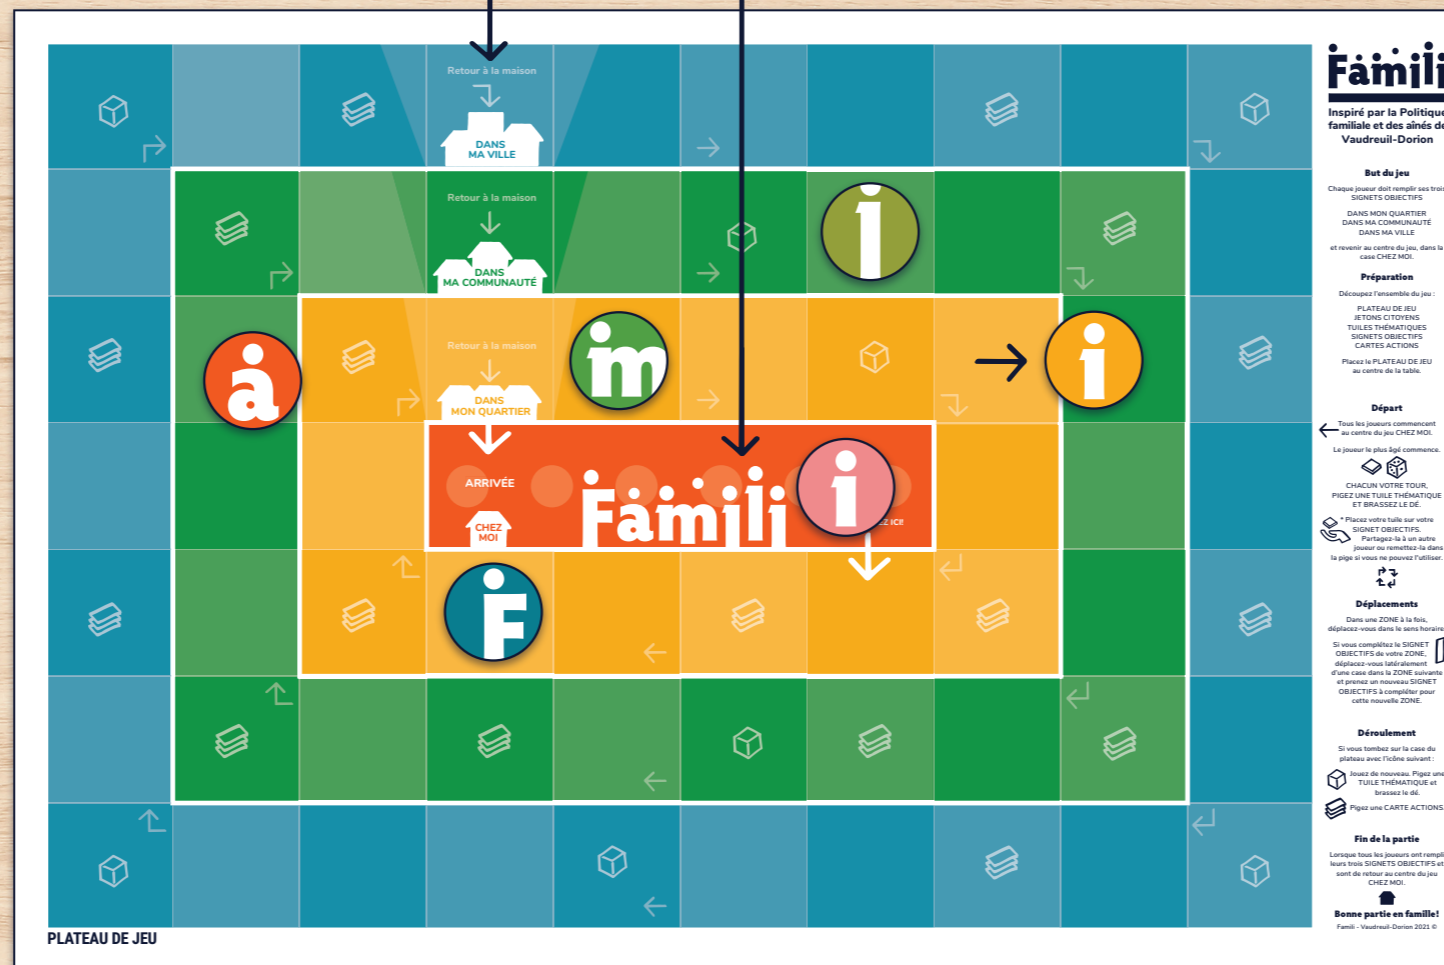 Retour à la maison
DANS
MA VILLE
Retour à la maison
DANS
MA COMMUNAUTÉ
i
Retour à la maison
DANS
MON QUARTIER
a
m
i
ARRIVÉE
CHEZ
MOI
Famili
i
ICI!
F
PLATEAU DE JEU
Famili
Inspiré par la Politique
familiale et des aînés de
Vaudreuil-Dorion
But du jeu
Chaque joueur doit remplir ses trois
SIGNETS OBJECTIFS
DANS MON QUARTIER
DANS MA COMMUNAUTÉ
DANS MA VILLE
et revenir au centre du jeu, dans la
case CHEZ MOI.
Préparation
Découpez l'ensemble du jeu :
PLATEAU DE JEU
JETONS CITOYENS
TUILES THÉMATIQUES
SIGNETS OBJECTIFS
CARTES ACTIONS
Placez le PLATEAU DE JEU
au centre de la table.
Départ
Tous les joueurs commencent
au centre du jeu CHEZ MOI.
Le joueur le plus âgé commence.
CHACUN VOTRE TOUR,
PIGEZ UNE TUILE THÉMATIQUE
ET BRASSEZ LE DÉ.
* Placez votre tuile sur votre
SIGNET OBJECTIFS.
Partagez-la à un autre
joueur ou remettez-la dans
la pige si vous ne pouvez l'utiliser.
Déplacements
Dans une ZONE à la fois,
déplacez-vous dans le sens horaire
Si vous complétez le SIGNET
OBJECTIFS de votre ZONE,
déplacez-vous latéralement
d'une case dans la ZONE suivante
et prenez un nouveau SIGNET
OBJECTIFS à compléter pour
cette nouvelle ZONE.
Déroulement
Si vous tombez sur la case du
plateau avec l'icône suivant :
Jouez de nouveau. Pigez une
TUILE THÉMATIQUE et
brassez le dé.
Pigez une CARTE ACTIONS.
Fin de la partie
Lorsque tous les joueurs ont rempli
leurs trois SIGNETS OBJECTIFS et
sont de retour au centre du jeu
CHEZ MOI.
Bonne partie en famille!
Famili - Vaudreuil-Dorion 2021 ©